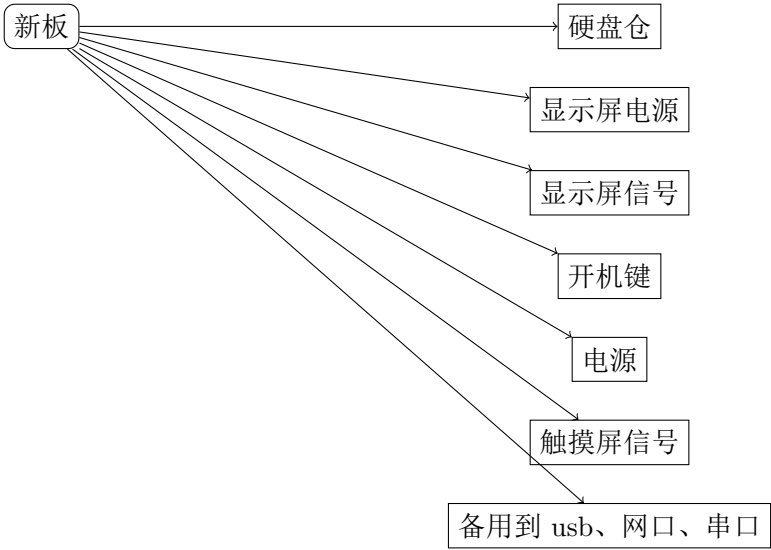 新板
硬盘仓
显示屏电源
显示屏信号
开机键
电源
触摸屏信号
备用到 usb、网口、串口